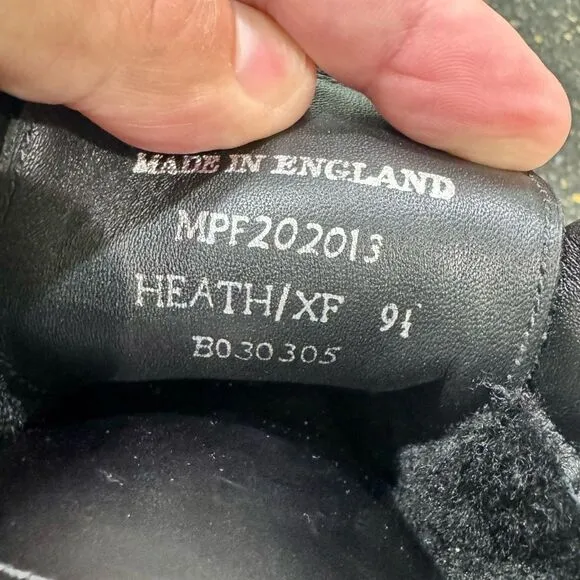 MADE IN ENGLAND
MPF202013
HEATH/XF 9½
B030305